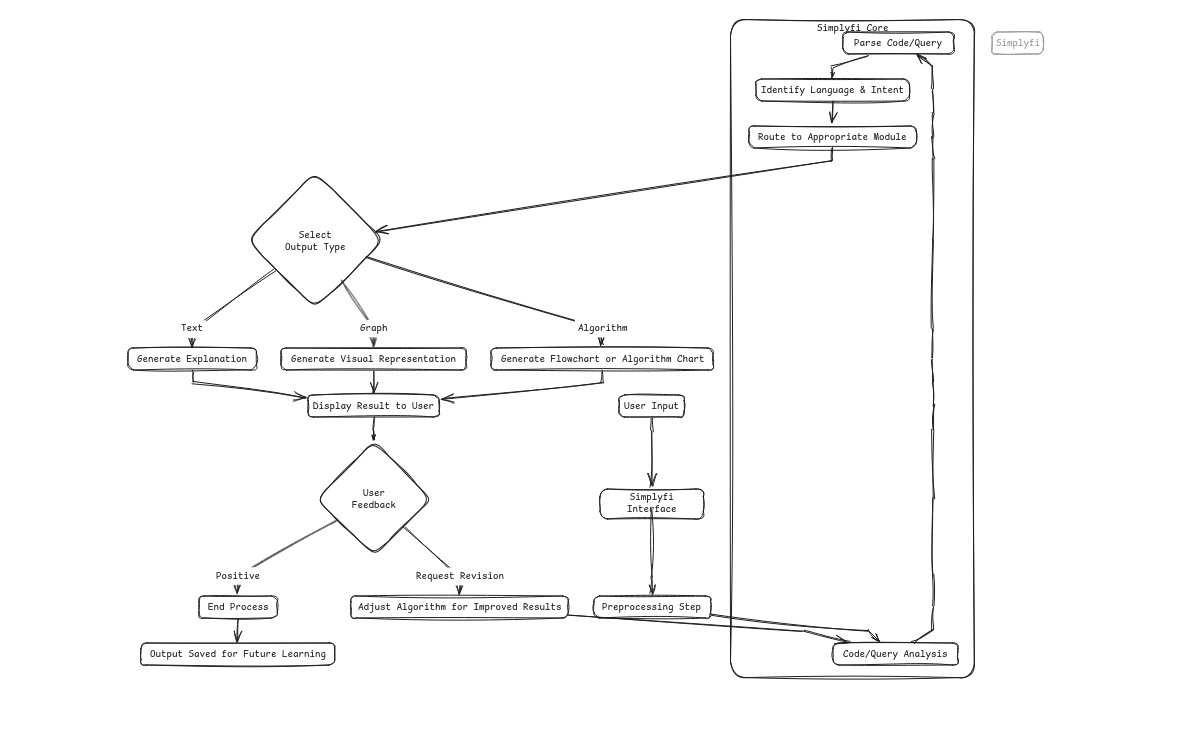 Simplyfi Core
Parse Code/Query
Simplyfi
Identify Language & Intent
Route to Appropriate Module
Select
Output Type
Text
Graph
Algorithm
Generate Explanation
Generate Visual Representation
Generate Flowchart or Algorithm Chart
Display Result to User
User Input
User
Feedback
Simplyfi
Interface
Positive
Request Revision
End Process
Adjust Algorithm for Improved Results
Preprocessing Step
Output Saved for Future Learning
Code/Query Analysis